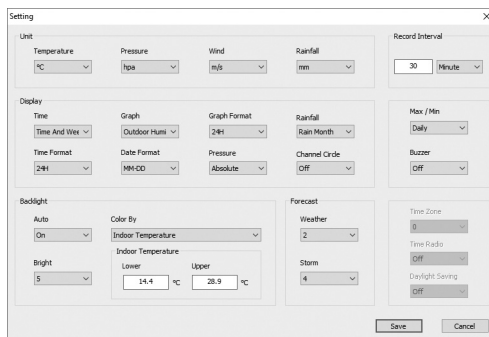 Setting
Unit
Temperature Pressure Wind Rainfall
°C hpa m/s mm
Record Interval
30 Minute
Display
Time Graph Graph Format Rainfall
Time And Wee Outdoor Humi 24H Rain Month
Time Format Date Format Pressure Channel Circle
24H MM-DD Absolute Off
Max / Min
Daily
Buzzer
Off
Backlight
Auto Color By
On Indoor Temperature
Bright
5
Indoor Temperature
Lower Upper
14.4 °C 28.9 °C
Forecast
Weather
2
Storm
4
Time Zone
0
Time Radio
Off
Daylight Saving
Off
Save Cancel